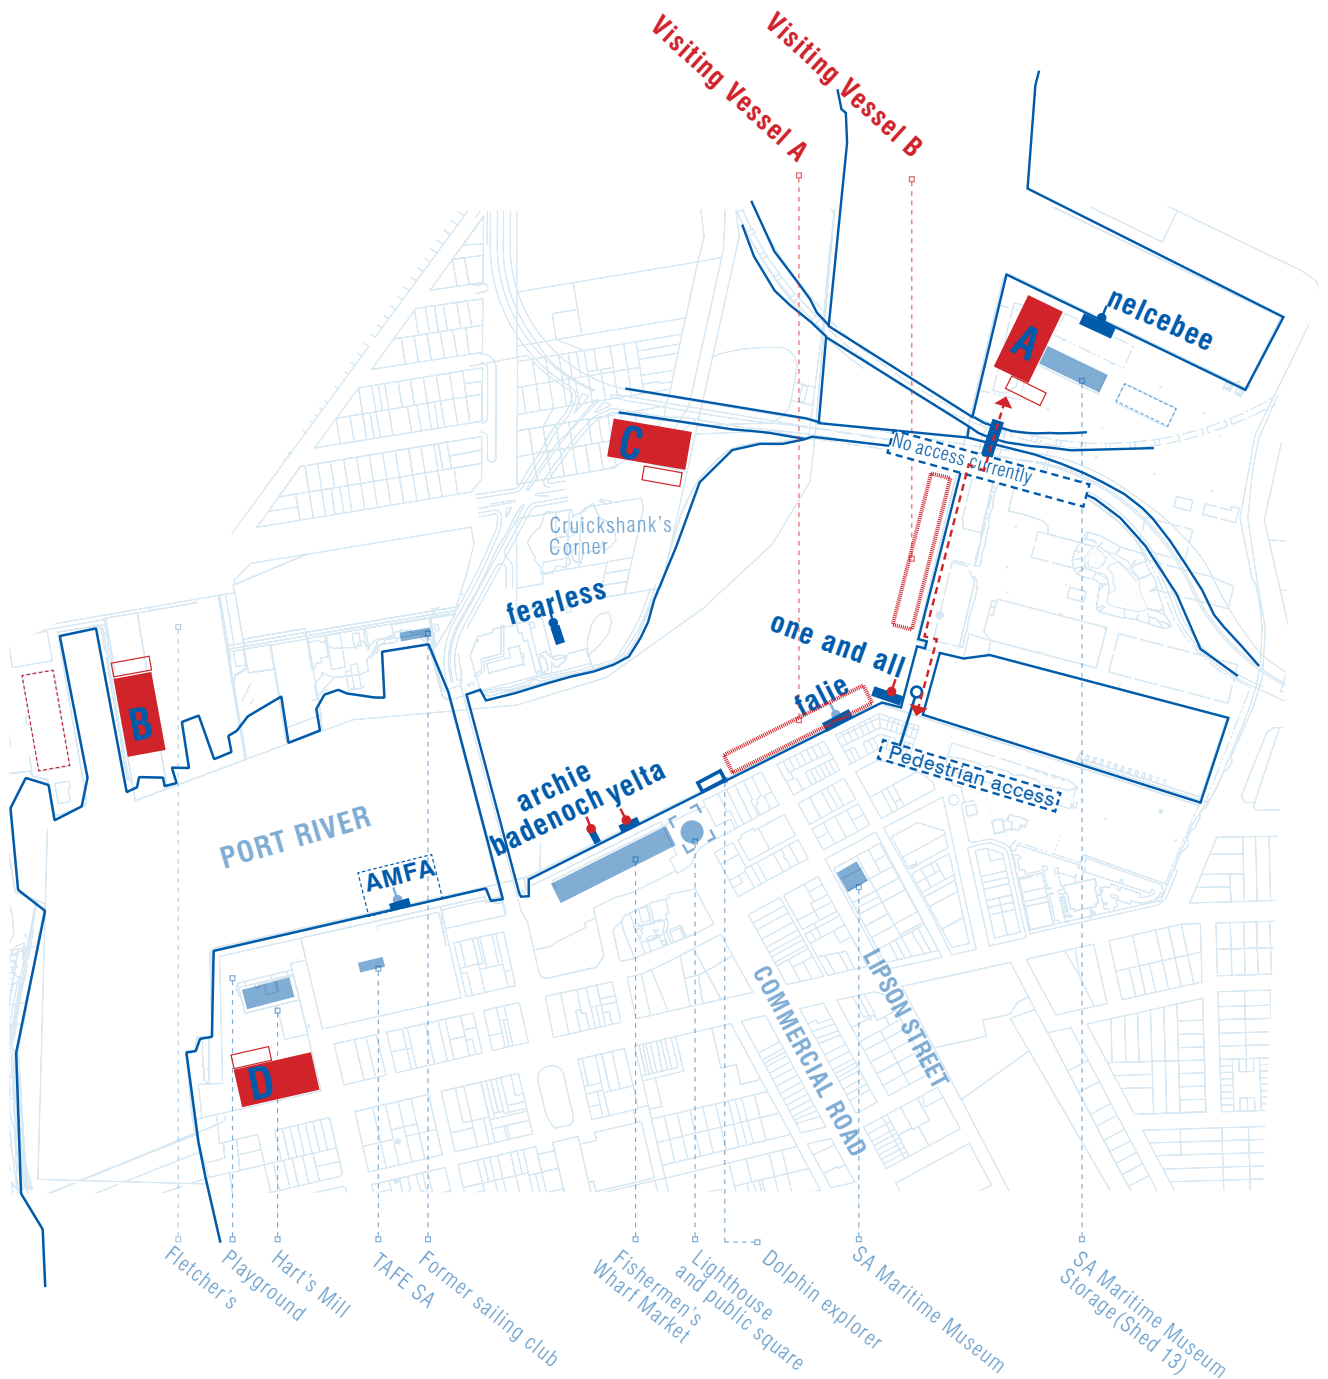 Visiting Vessel A
Visiting Vessel B
nelcebee
A
C
No access currently
Cruickshank's
Corner
fearless
one and all
falie
B
archie
badenoch
yelta
Pedestrian access
PORT RIVER
AMFA
COMMERCIAL ROAD
LIPSON STREET
D
Fletcher's
Playground
Hart's Mill
TAFE SA
Former sailing club
Fishermen's
Wharf Market
Lighthouse
and public square
Dolphin explorer
SA Maritime Museum
SA Maritime Museum
Storage(Shed 13)